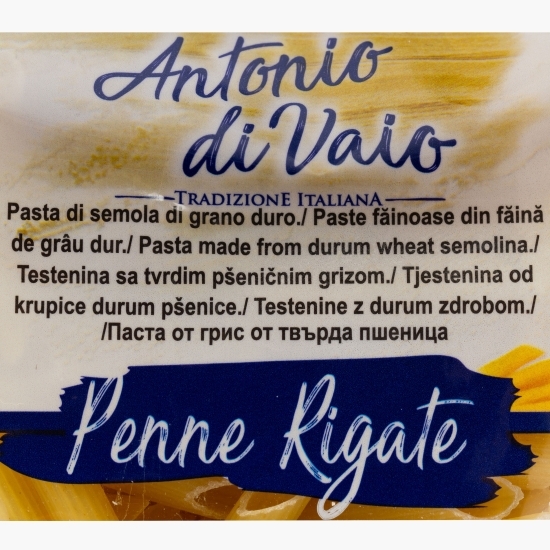 Antonio
di Vaio
TRADIZIONE ITALIANA
Pasta di semola di grano duro./ Paste făinoase din făină
de grâu dur./ Pasta made from durum wheat semolina./
Testenina sa tvrdim pšeničnim grizom./ Tjestenina od
krupice durum pšenice./ Testenine z durum zdrobom./
/Паста от грис от твърда пшеница
Penne Rigate